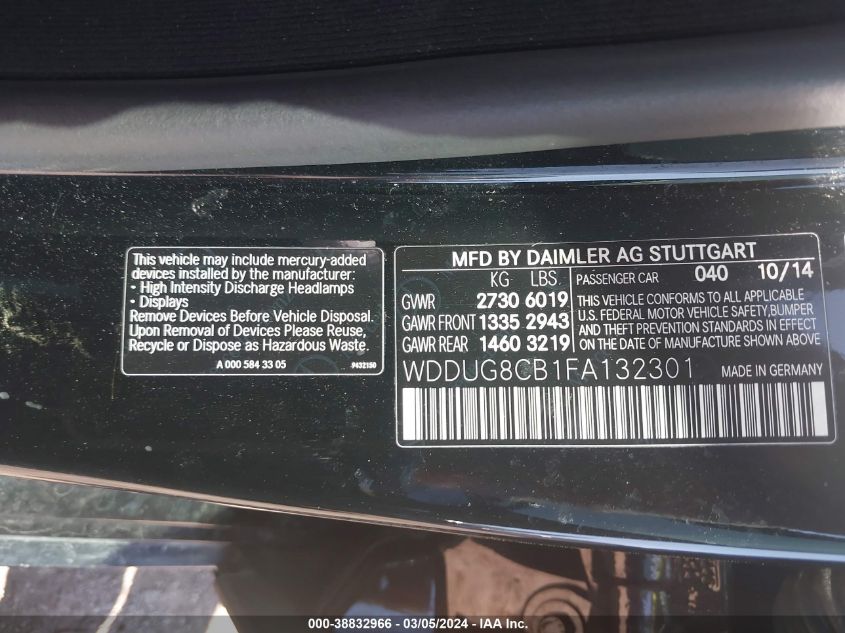 This vehicle may include mercury-added
devices installed by the manufacturer:
• High Intensity Discharge Headlamps
• Displays
Remove Devices Before Vehicle Disposal.
Upon Removal of Devices Please Reuse,
Recycle or Dispose as Hazardous Waste.
A 000 584 33 05 9432150
MFD BY DAIMLER AG STUTTGART
KG LBS. PASSENGER CAR 040 10/14
GVWR 2730 6019
GAWR FRONT 1335 2943
GAWR REAR 1460 3219
THIS VEHICLE CONFORMS TO ALL APPLICABLE
U.S. FEDERAL MOTOR VEHICLE SAFETY,BUMPER
AND THEFT PREVENTION STANDARDS IN EFFECT
ON THE DATE OF MANUFACTURE SHOWN ABOVE
WDDUG8CB1FA132301 MADE IN GERMANY
000-38832966 - 03/05/2024 - IAA Inc.